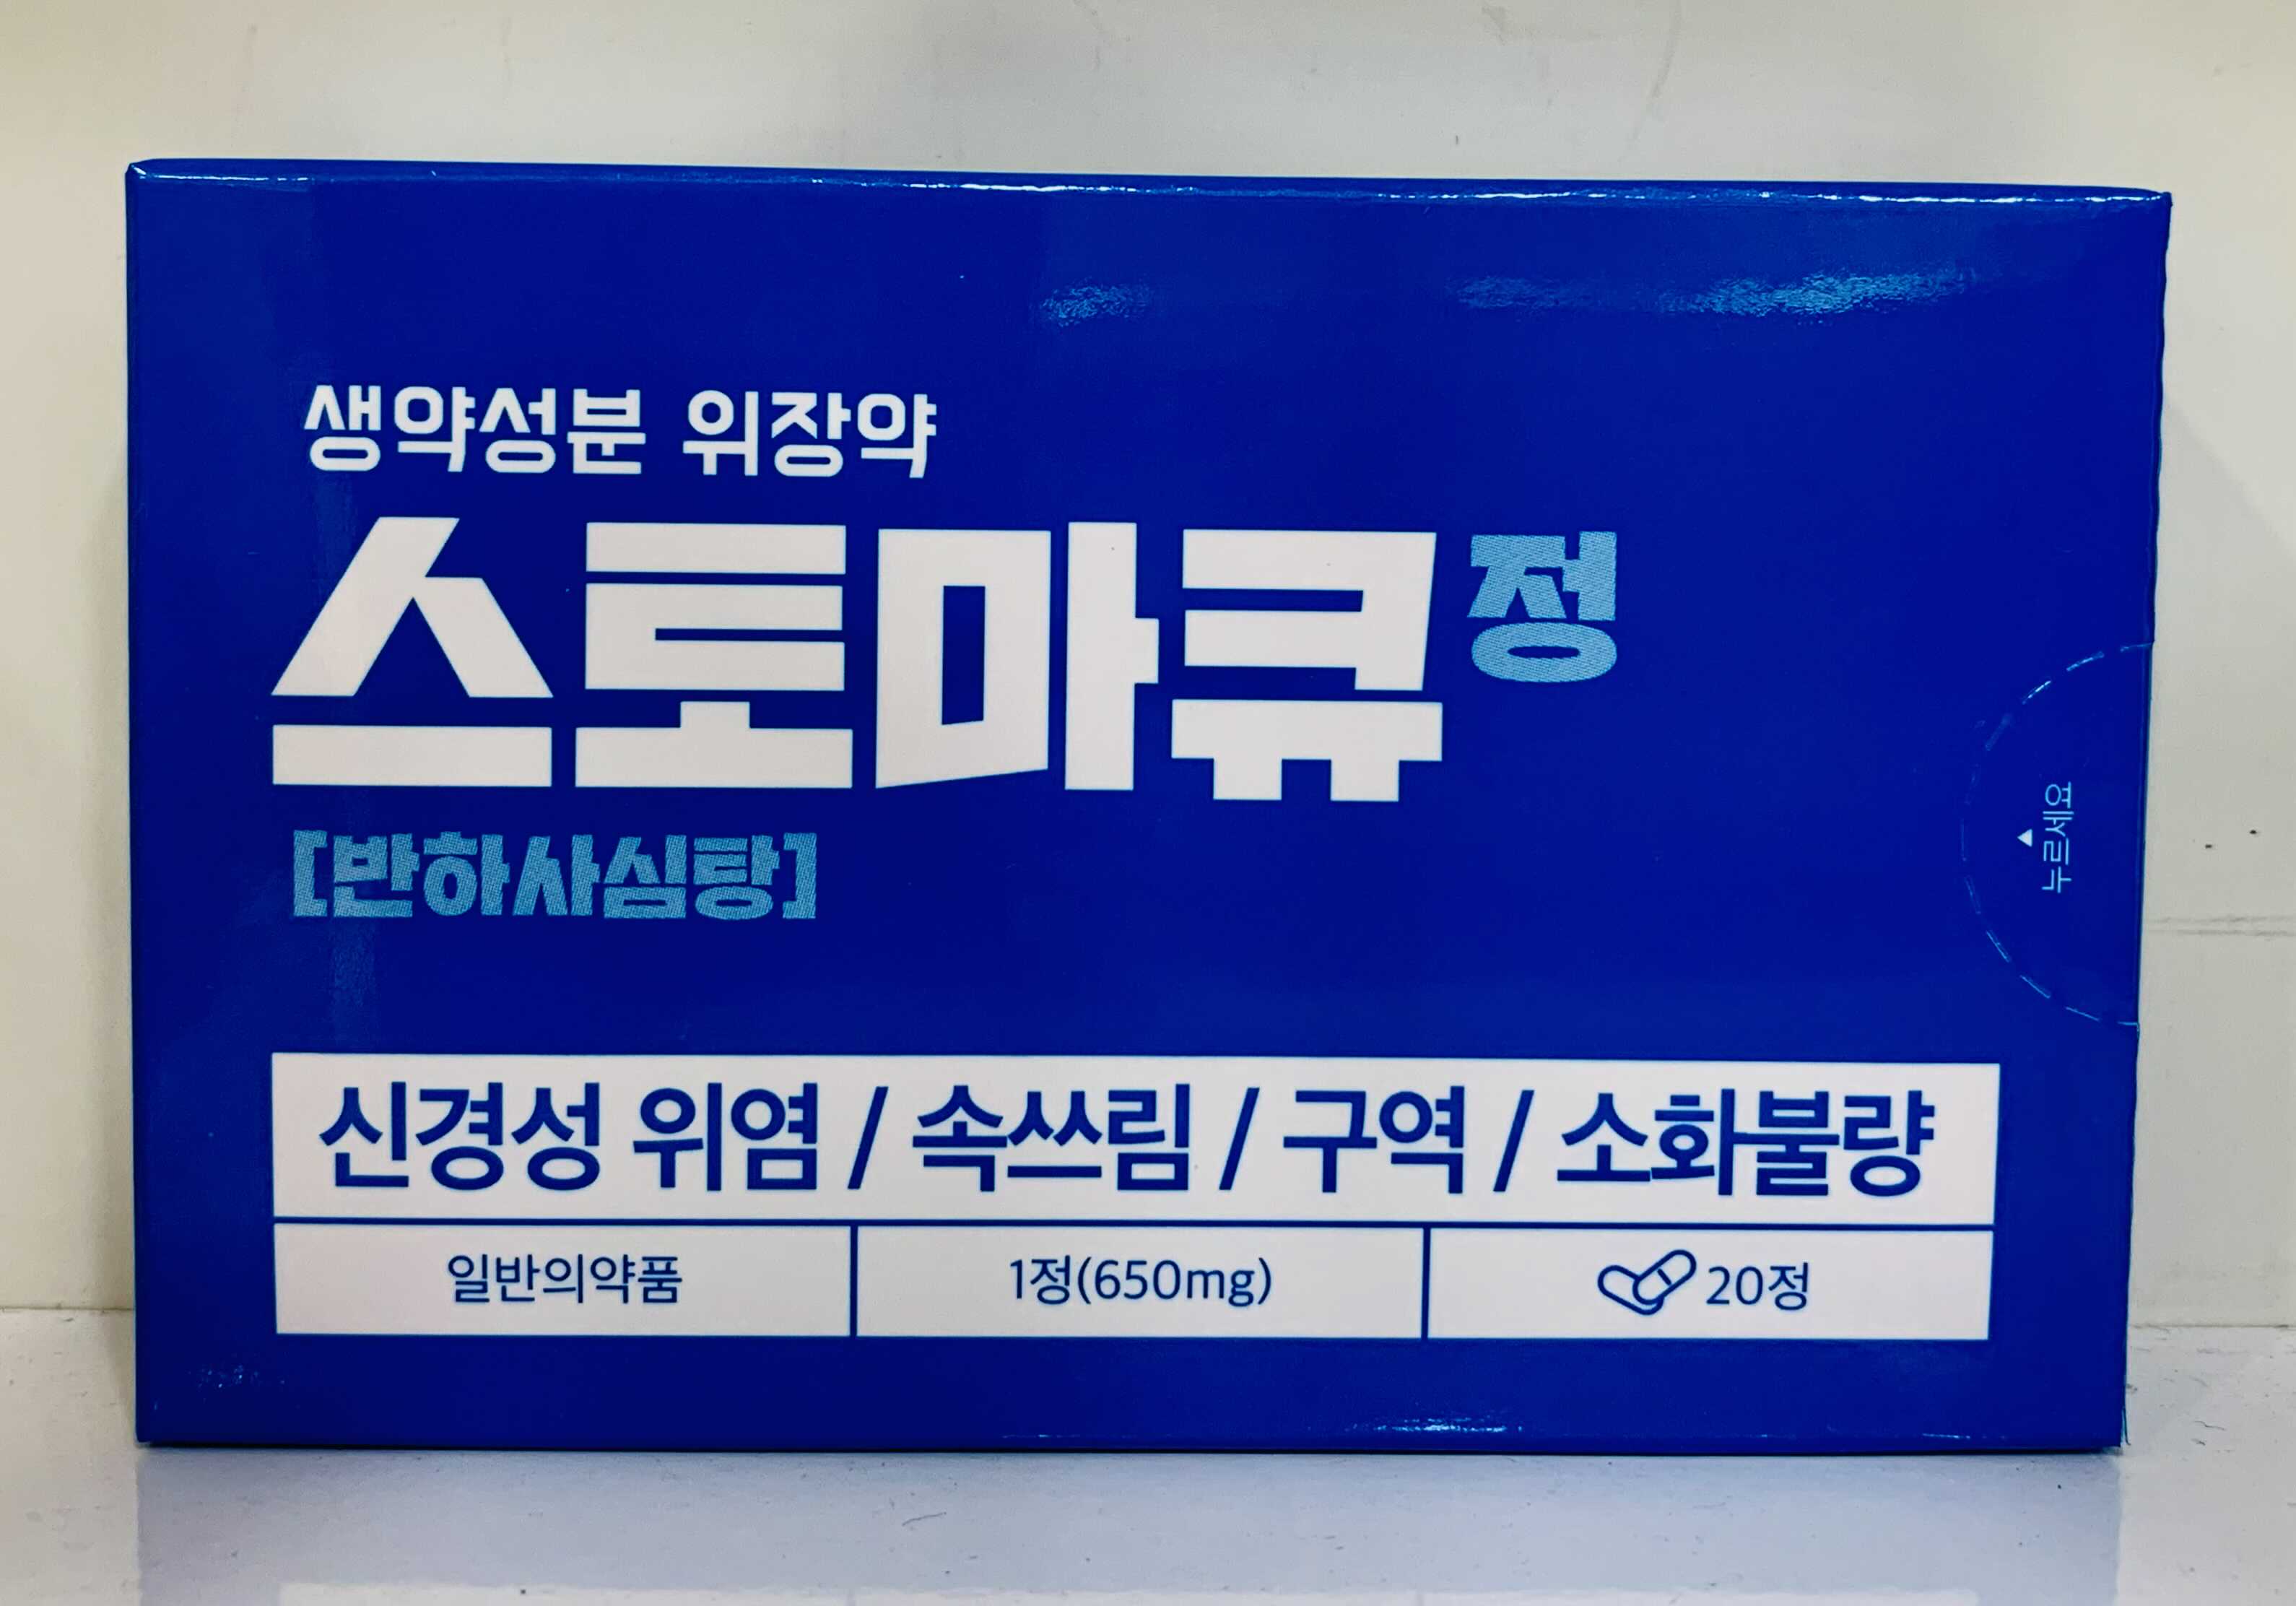 생약성분 위장약
스토마큐정
[반하사심탕]
누르세요
신경성 위염 / 속쓰림 / 구역 / 소화불량
일반의약품
1정(650mg)
20정